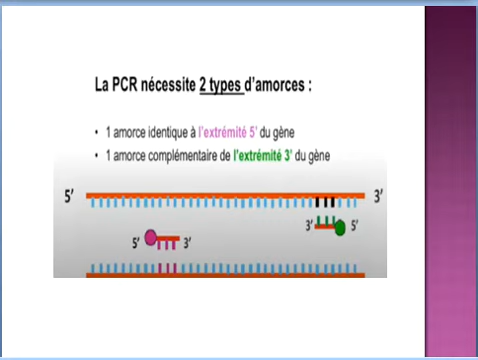 La PCR nécessite 2 types d'amorces :
• 1 amorce identique à l'extrémité 5' du gène
• 1 amorce complémentaire de l'extrémité 3' du gène
5' 3'
3' 5'
5' 3'